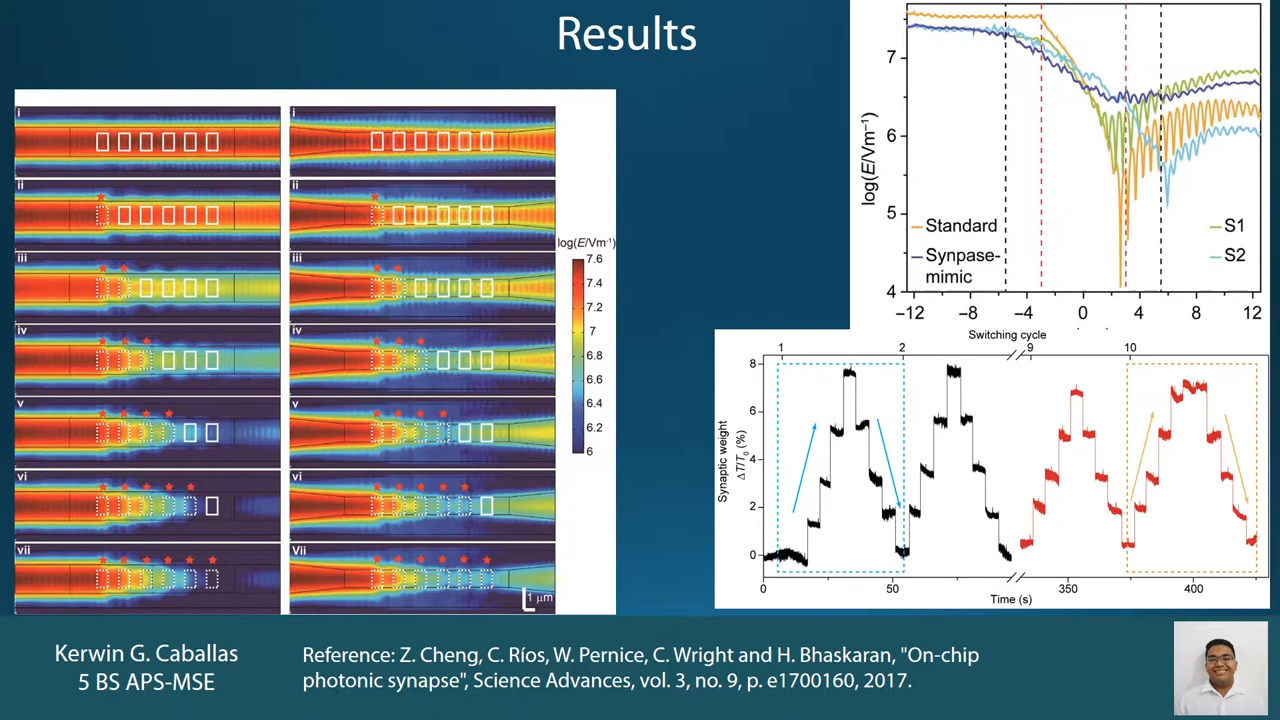 Results
i
ii
iii
iv
v
vi
vii
i
ii
iii
iv
v
vi
Vii
1 μm
log(E/Vm⁻¹)
7.6
7.4
7.2
7
6.8
6.6
6.4
6.2
6
log(E/Vm⁻¹)
7
6
5
4
Standard
Synpase-
mimic
S1
S2
−12 −8 −4 0 4 8 12
Switching cycle
1 2 9 10
Synaptic weight
ΔT/T₀ (%)
8
6
4
2
0
0 50 350 400
Time (s)
Kerwin G. Caballas
5 BS APS-MSE
Reference: Z. Cheng, C. Ríos, W. Pernice, C. Wright and H. Bhaskaran, "On-chip
photonic synapse", Science Advances, vol. 3, no. 9, p. e1700160, 2017.